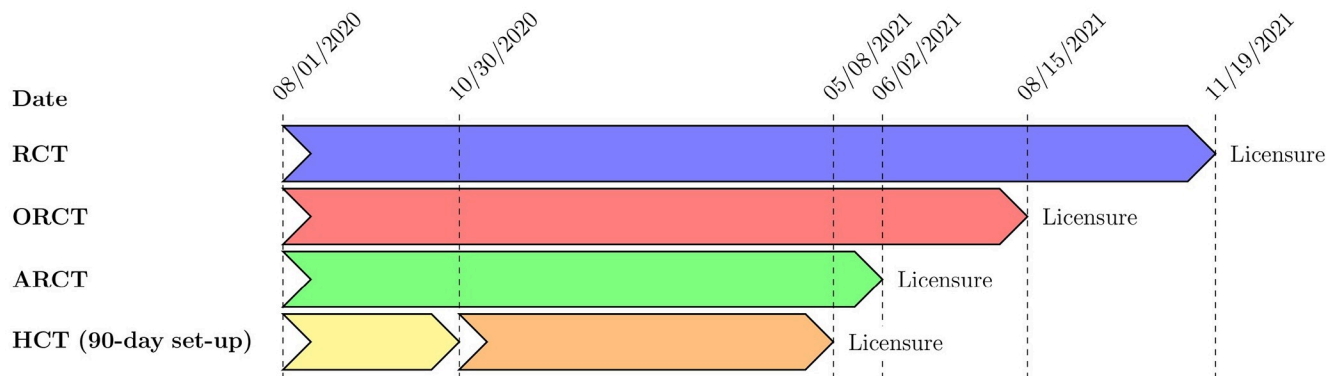 08/01/2020
10/30/2020
05/08/2021
06/02/2021
08/15/2021
11/19/2021
Date
RCT
Licensure
ORCT
Licensure
ARCT
Licensure
HCT (90-day set-up)
Licensure